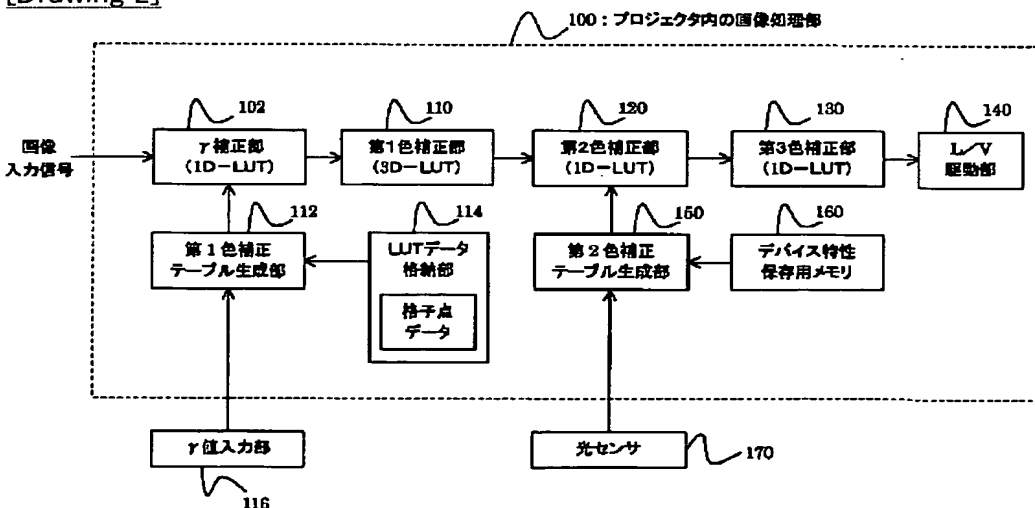 [Drawing 2]
100：プロジェクタ内の画像処理部
102
110
120
130
140
画像
入力信号
γ補正部
(1D－LUT)
第1色補正部
(3D－LUT)
第2色補正部
(1D－LUT)
第3色補正部
(1D－LUT)
L／V
駆動部
112
114
150
160
第1色補正
テーブル生成部
LUTデータ
格納部
格子点
データ
第2色補正
テーブル生成部
デバイス特性
保存用メモリ
γ値入力部
116
光センサ
170